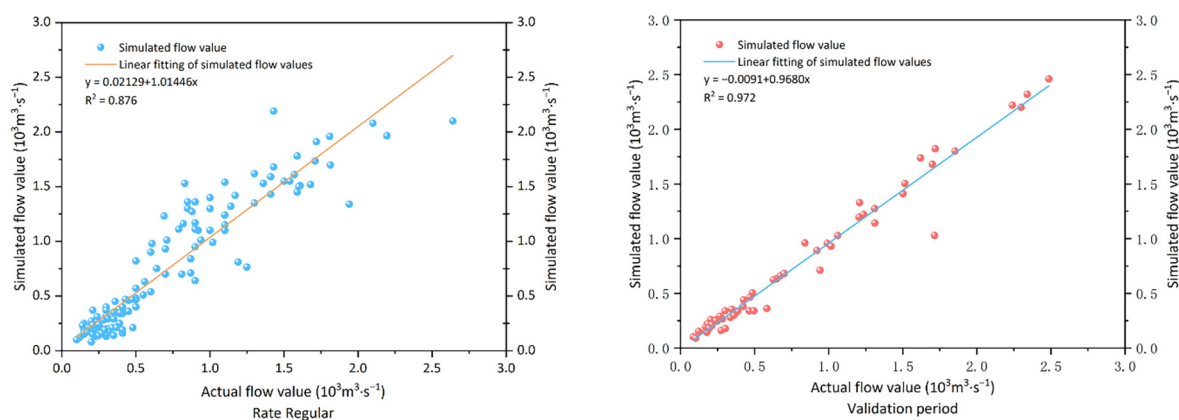 3.0
2.5
2.0
1.5
1.0
0.5
0.0
Simulated flow value (10³m³·s⁻¹)
Simulated flow value
Linear fitting of simulated flow values
y = 0.02129+1.01446x
R² = 0.876
3.0
2.5
2.0
1.5
1.0
0.5
0.0
Simulated flow value (10³m³·s⁻¹)
0.0 0.5 1.0 1.5 2.0 2.5 3.0
Actual flow value (10³m³·s⁻¹)
Rate Regular
3.0
2.5
2.0
1.5
1.0
0.5
0.0
Simulated flow value (10³m³·s⁻¹)
Simulated flow value
Linear fitting of simulated flow values
y = −0.0091+0.9680x
R² = 0.972
3.0
2.5
2.0
1.5
1.0
0.5
0.0
Simulated flow value (10³m³·s⁻¹)
0.0 0.5 1.0 1.5 2.0 2.5 3.0
Actual flow value (10³m³·s⁻¹)
Validation period